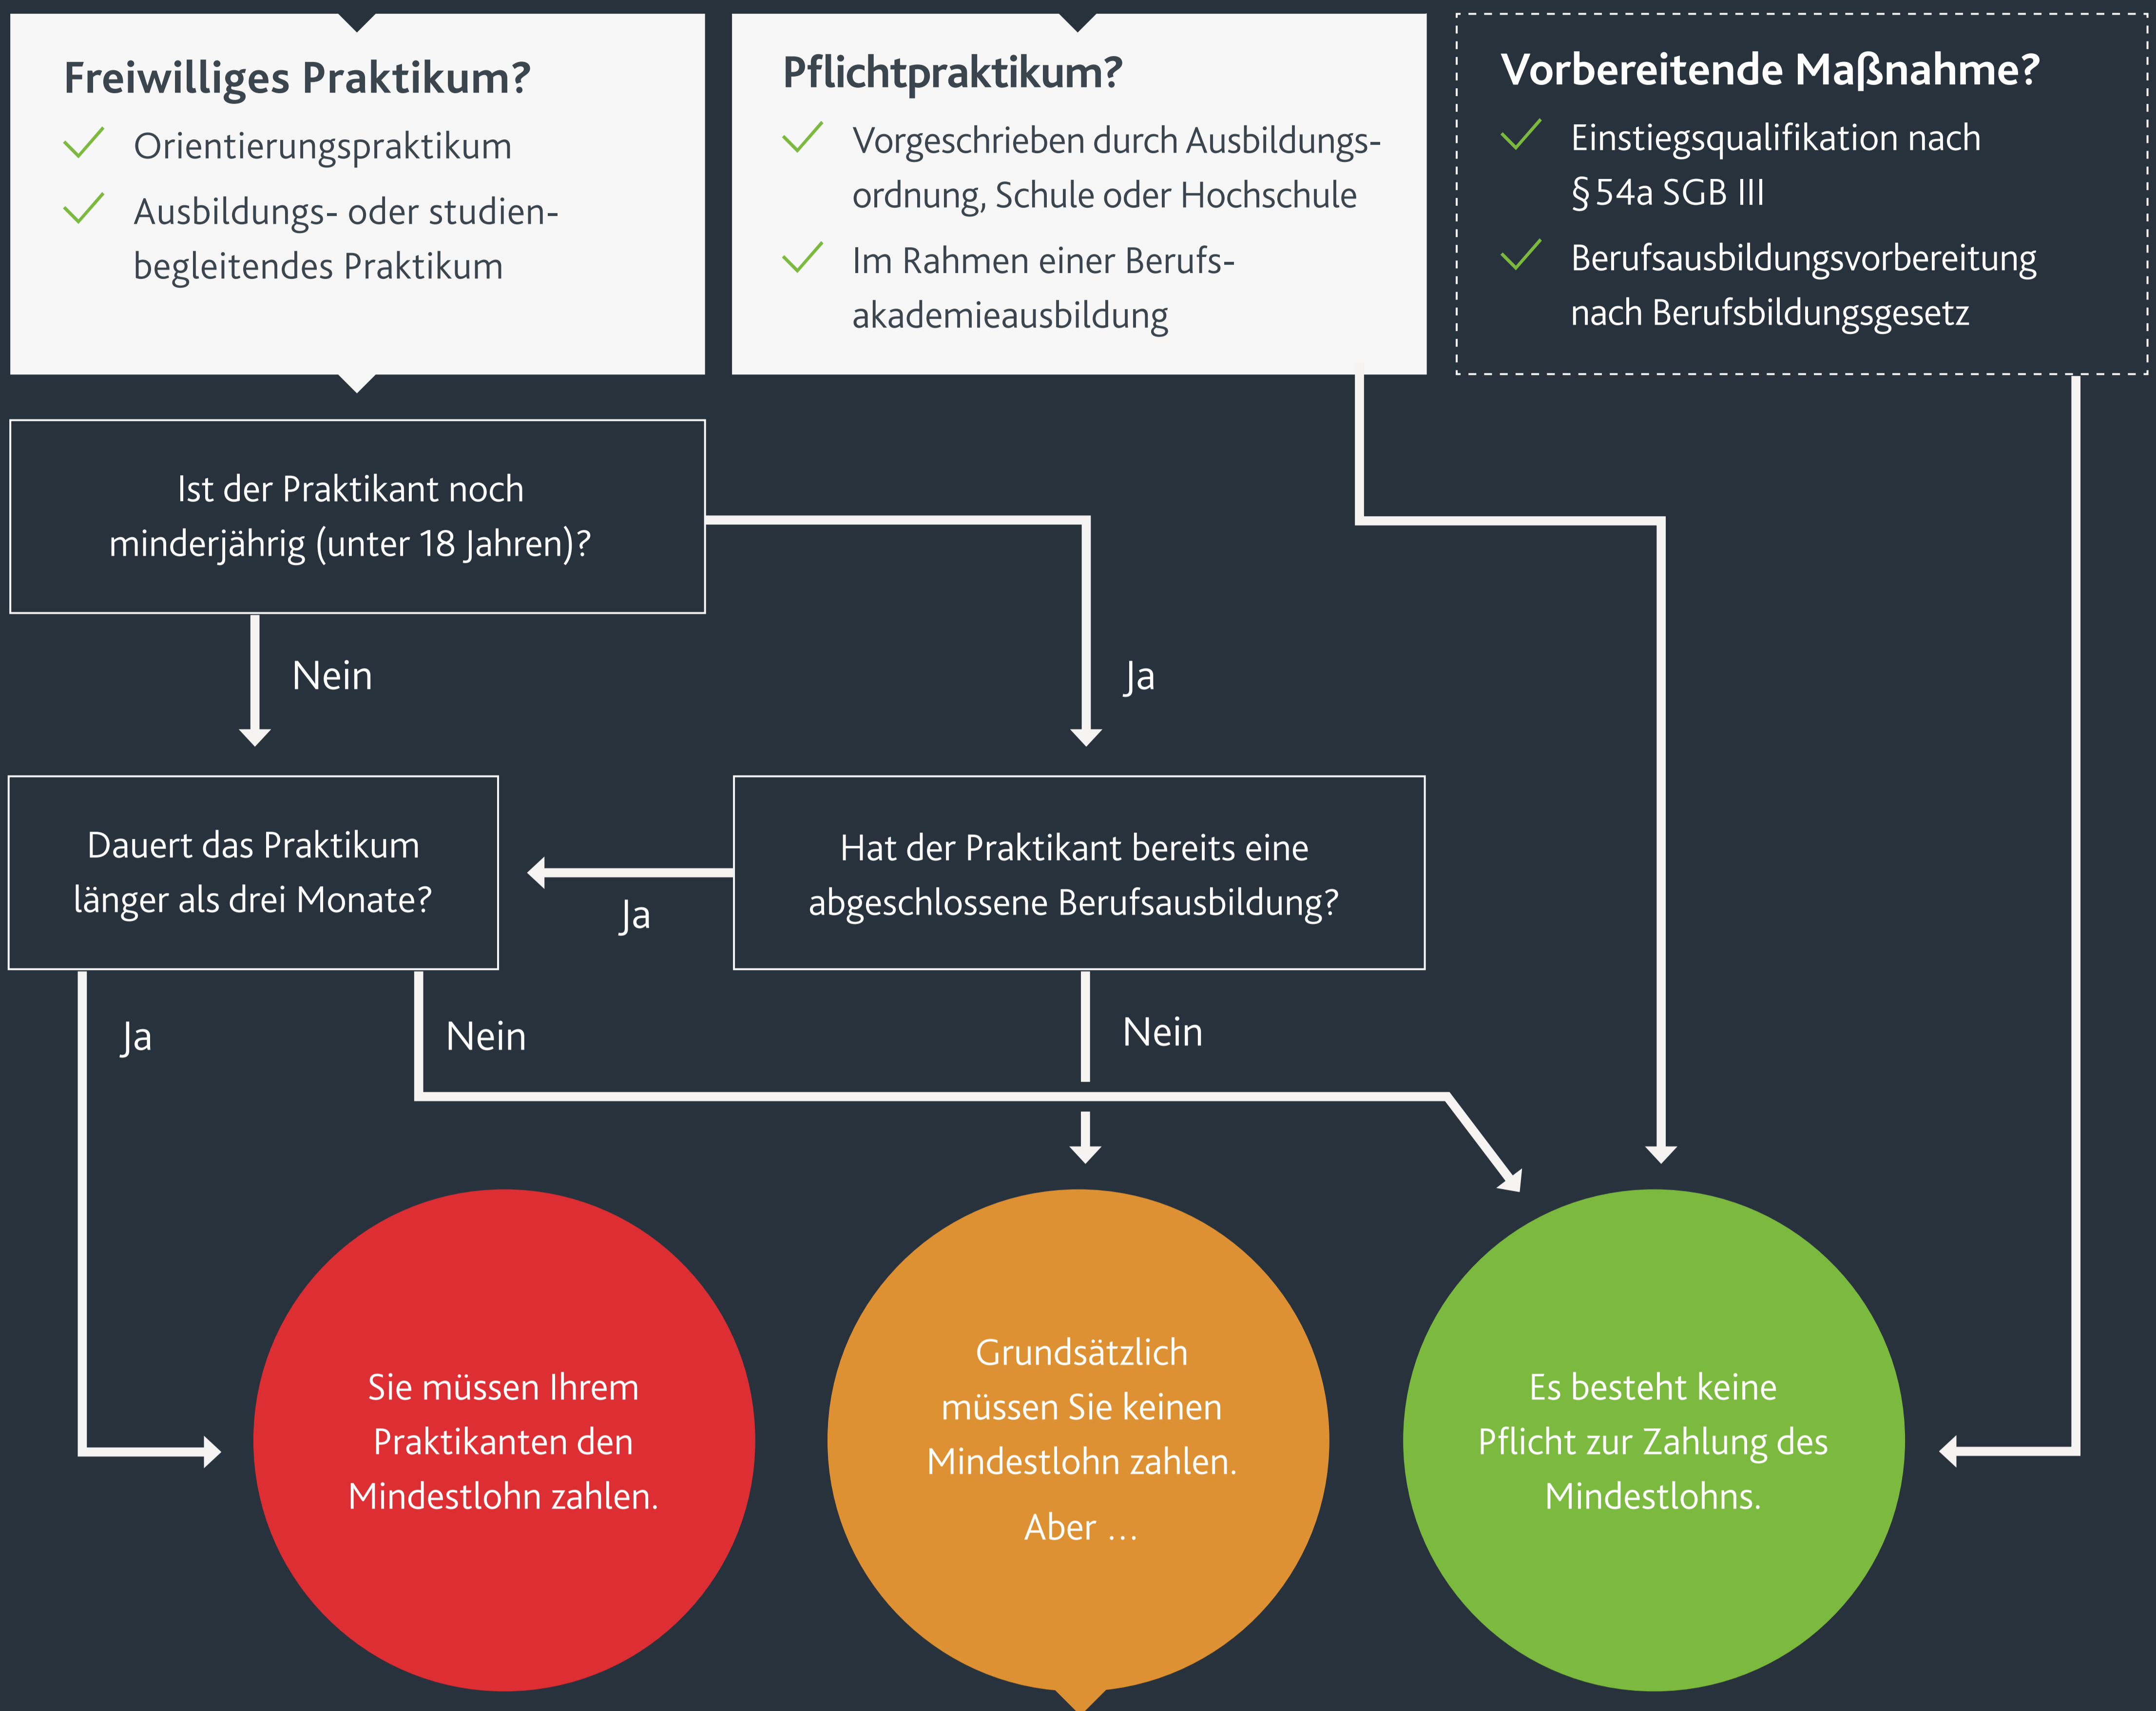 Freiwilliges Praktikum?
Orientierungspraktikum
Ausbildungs- oder studien-
begleitendes Praktikum
Pflichtpraktikum?
Vorgeschrieben durch Ausbildungs-
ordnung, Schule oder Hochschule
Im Rahmen einer Berufs-
akademieausbildung
Vorbereitende Maßnahme?
Einstiegsqualifikation nach
§ 54a SGB III
Berufsausbildungsvorbereitung
nach Berufsbildungsgesetz
Ist der Praktikant noch
minderjährig (unter 18 Jahren)?
Nein
Ja
Dauert das Praktikum
länger als drei Monate?
Ja
Hat der Praktikant bereits eine
abgeschlossene Berufsausbildung?
Ja
Nein
Nein
Sie müssen Ihrem
Praktikanten den
Mindestlohn zahlen.
Grundsätzlich
müssen Sie keinen
Mindestlohn zahlen.
Aber ...
Es besteht keine
Pflicht zur Zahlung des
Mindestlohns.